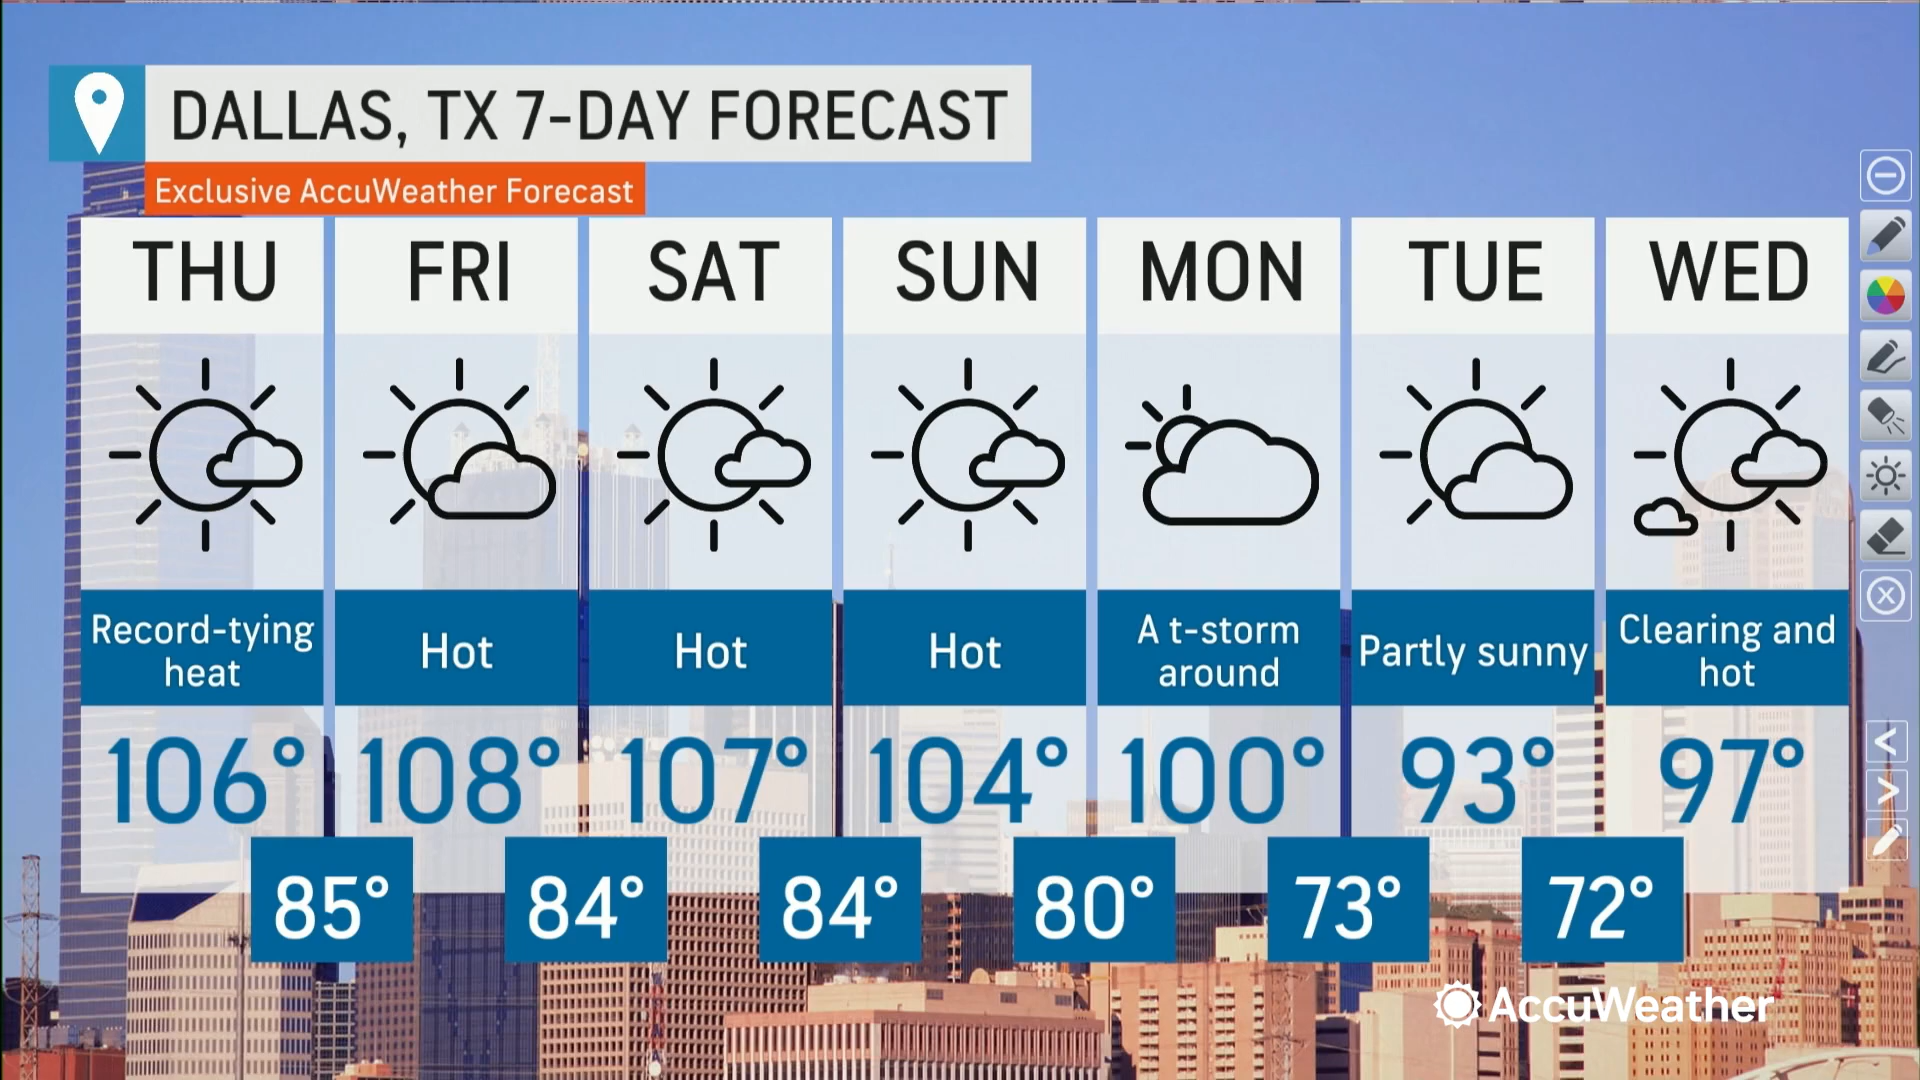 DALLAS, TX 7-DAY FORECAST
Exclusive AccuWeather Forecast
THU FRI SAT SUN MON TUE WED
Record-tying heat
Hot
Hot
Hot
A t-storm around
Partly sunny
Clearing and hot
106° 108° 107° 104° 100° 93° 97°
85° 84° 84° 80° 73° 72°
AccuWeather